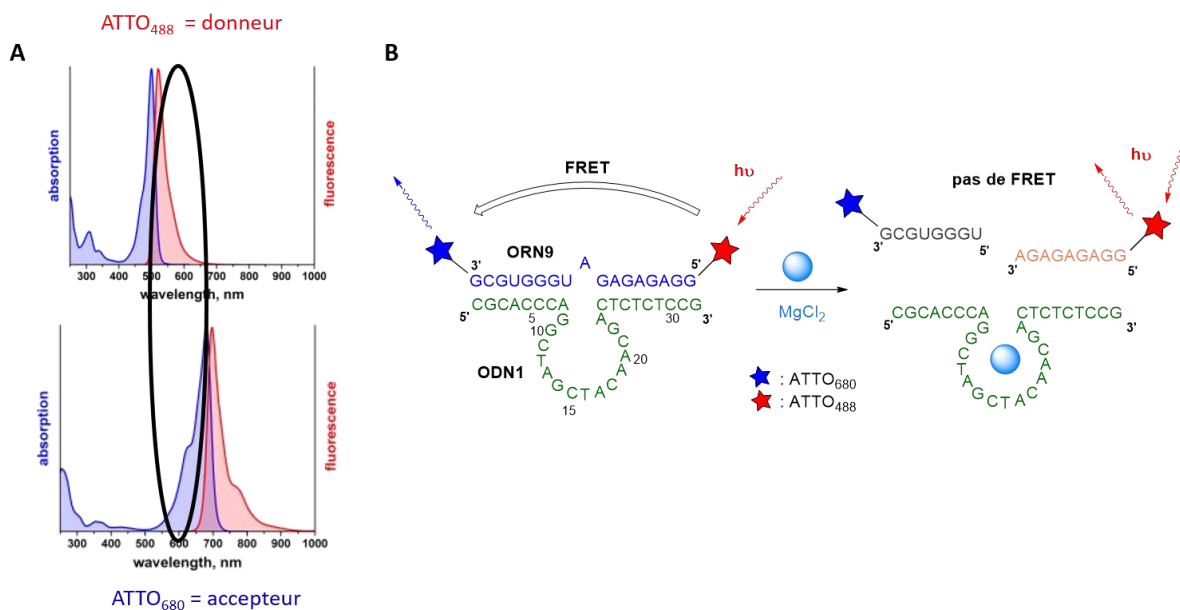 ATTO488 = donneur
A
absorption
fluorescence
300 400 500 600 700 800 900 1000
wavelength, nm
absorption
fluorescence
300 400 500 600 700 800 900 1000
wavelength, nm
ATTO680 = accepteur
B
FRET
hυ
3'
ORN9
A
5'
GCGUGGGU
GAGAGAGG
5'
CGCACCCA
CTCTCTCCG
3'
5
10
15
20
30
G
G
C
T
A
G
C
T
A
C
A
A
A
C
G
A
ODN1
MgCl2
: ATTO680
: ATTO488
pas de FRET
hυ
GCGUGGGU
3'
5'
AGAGAGAGG
3'
5'
5'
CGCACCCA
CTCTCTCCG
3'
G
G
C
T
A
G
C
T
A
C
A
A
A
C
G
A